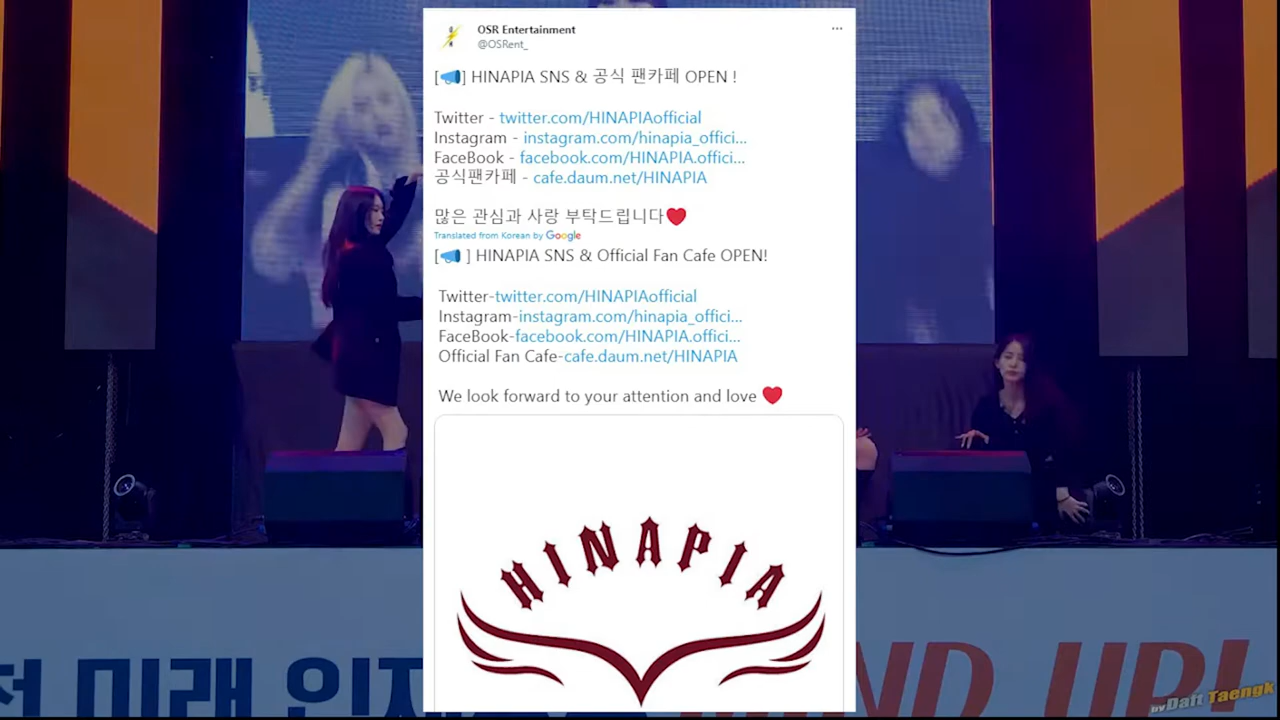 OSR Entertainment
@OSRent_
[📢] HINAPIA SNS & 공식 팬카페 OPEN !
Twitter - twitter.com/HINAPIAofficial
Instagram - instagram.com/hinapia_offici...
FaceBook - facebook.com/HINAPIA.offici...
공식팬카페 - cafe.daum.net/HINAPIA
많은 관심과 사랑 부탁드립니다❤️
Translated from Korean by Google
[📢 ] HINAPIA SNS & Official Fan Cafe OPEN!
Twitter-twitter.com/HINAPIAofficial
Instagram-instagram.com/hinapia_offici...
FaceBook-facebook.com/HINAPIA.offici...
Official Fan Cafe-cafe.daum.net/HINAPIA
We look forward to your attention and love ❤️
HINAPIA
미래 인재
ND UP!
by Daft Taengk